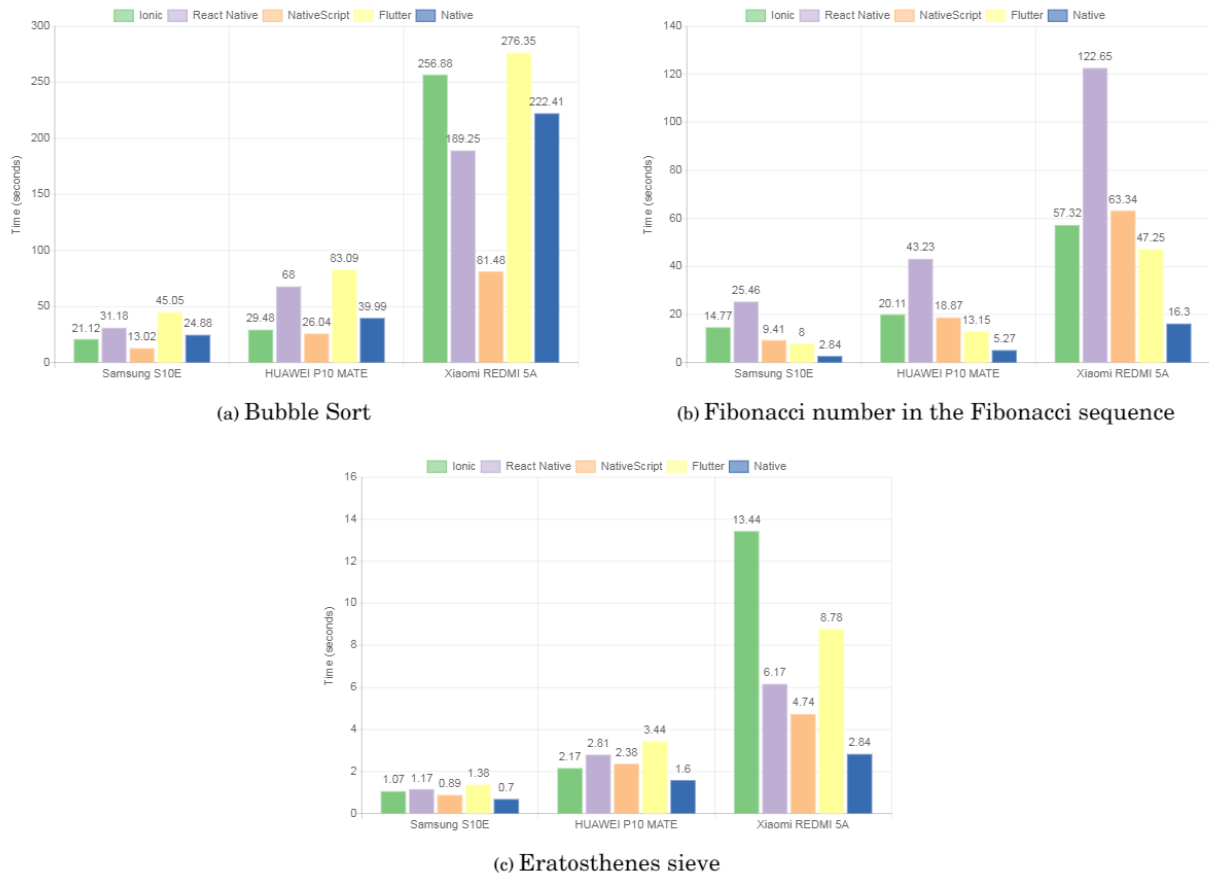 Ionic React Native NativeScript Flutter Native
300
250
200
150
100
50
0
Time (seconds)
21.12 31.18 13.02 45.05 24.88
29.48 68 26.04 83.09 39.99
256.88 189.25 81.48 276.35 222.41
Samsung S10E HUAWEI P10 MATE Xiaomi REDMI 5A
(a) Bubble Sort
Ionic React Native NativeScript Flutter Native
140
120
100
80
60
40
20
0
Time (seconds)
14.77 25.46 9.41 8 2.84
20.11 43.23 18.87 13.15 5.27
57.32 122.65 63.34 47.25 16.3
Samsung S10E HUAWEI P10 MATE Xiaomi REDMI 5A
(b) Fibonacci number in the Fibonacci sequence
Ionic React Native NativeScript Flutter Native
16
14
12
10
8
6
4
2
0
Time (seconds)
1.07 1.17 0.89 1.38 0.7
2.17 2.81 2.38 3.44 1.6
13.44 6.17 4.74 8.78 2.84
Samsung S10E HUAWEI P10 MATE Xiaomi REDMI 5A
(c) Eratosthenes sieve